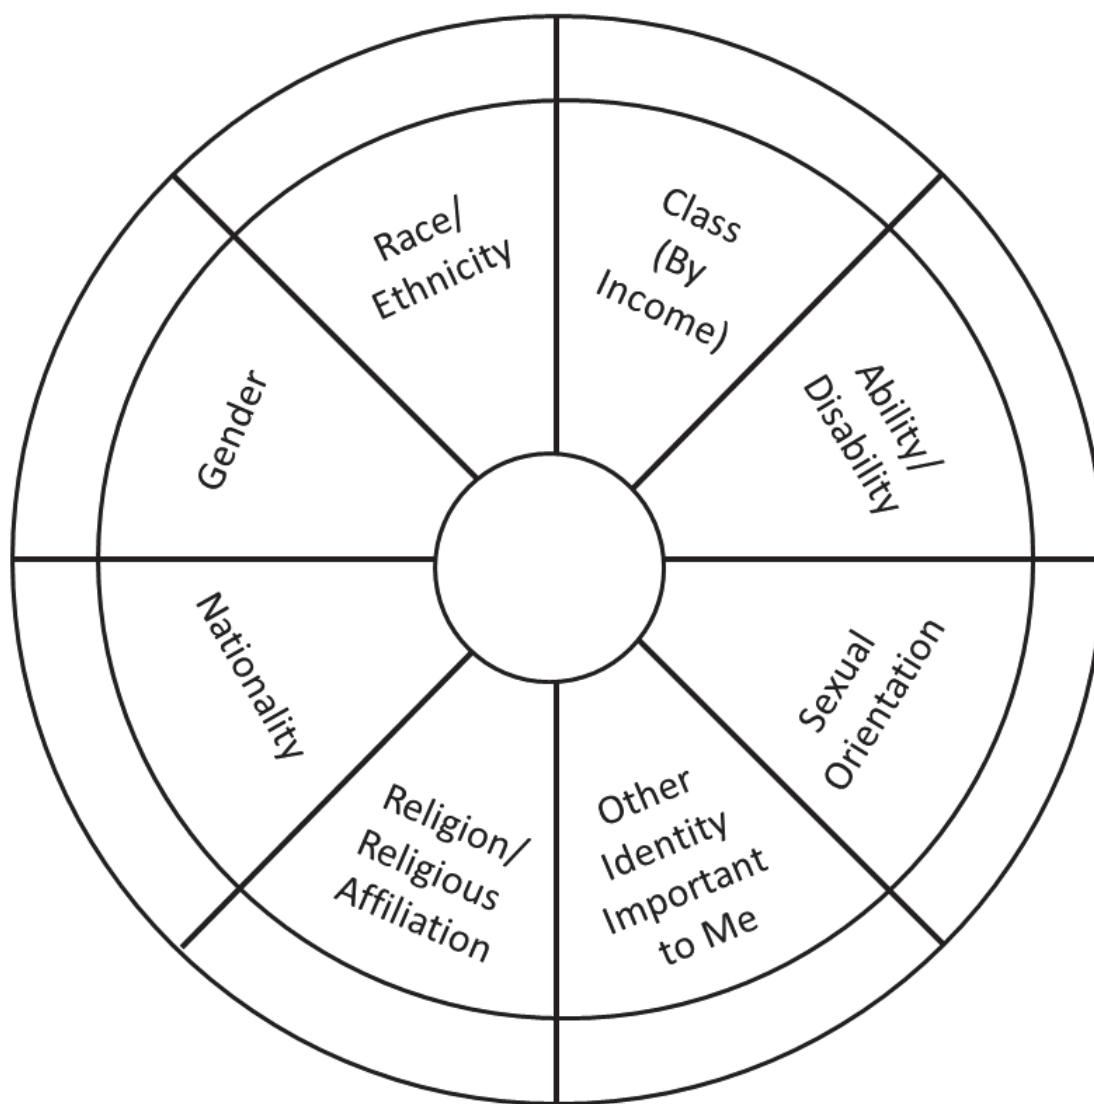 Race/
Ethnicity
Class
(By
Income)
Ability/
Disability
Sexual
Orientation
Other
Identity
Important
to Me
Religion/
Religious
Affiliation
Nationality
Gender